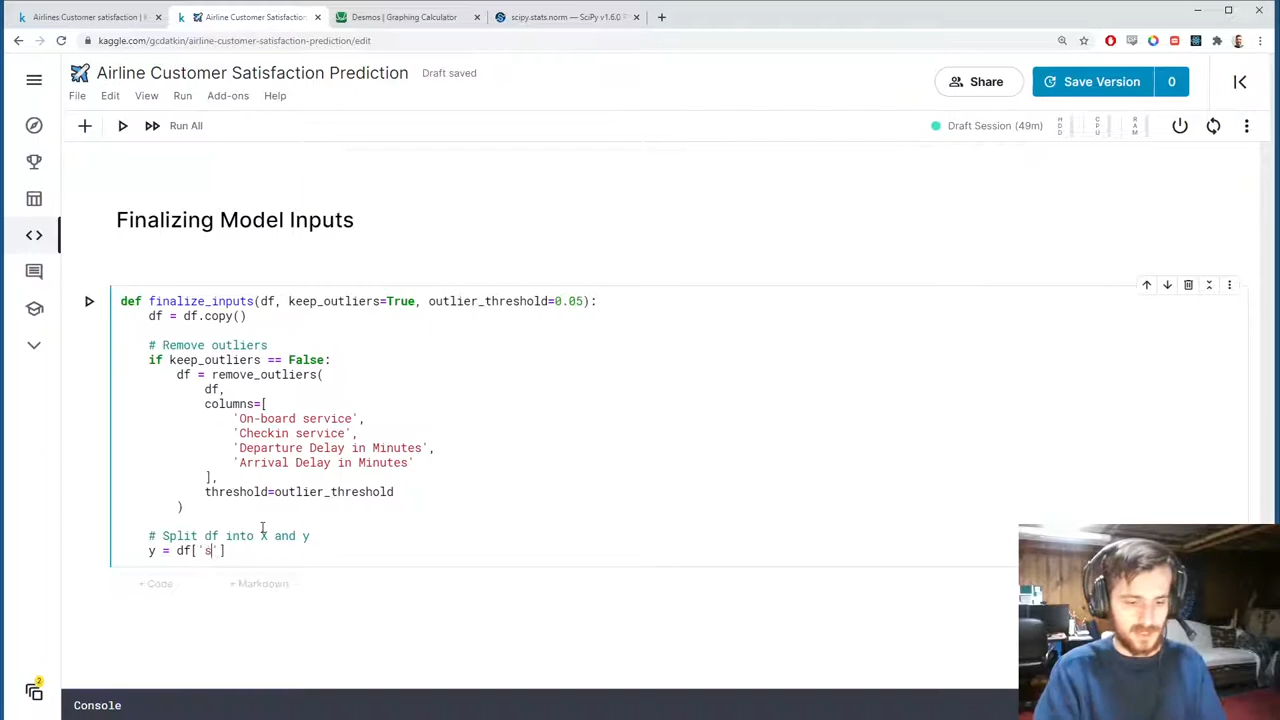 Airlines Customer satisfaction | K
Airline Customer Satisfaction
Desmos | Graphing Calculator
scipy.stats.norm — SciPy v1.6.0
kaggle.com/gcdatkin/airline-customer-satisfaction-prediction/edit
Airline Customer Satisfaction Prediction
Draft saved
Share
Save Version
0
File Edit View Run Add-ons Help
Run All
Draft Session (49m)
HDD
CPU
RAM
Finalizing Model Inputs
def finalize_inputs(df, keep_outliers=True, outlier_threshold=0.05):
df = df.copy()
# Remove outliers
if keep_outliers == False:
df = remove_outliers(
df,
columns=[
'On-board service',
'Checkin service',
'Departure Delay in Minutes',
'Arrival Delay in Minutes'
],
threshold=outlier_threshold
)
# Split df into X and y
y = df['s']
+ Code
+ Markdown
2
Console